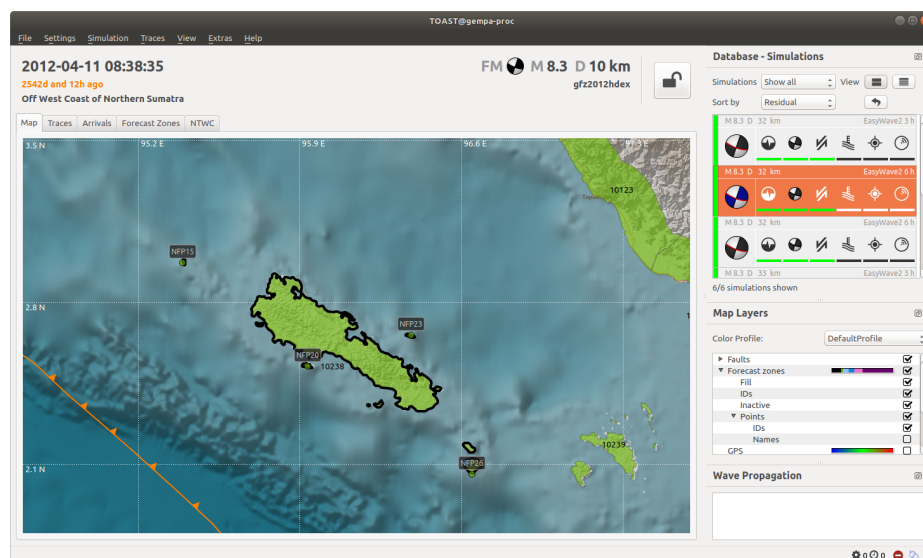 TOAST@gempa-proc
File Settings Simulation Traces View Extras Help
2012-04-11 08:38:35
2542d and 12h ago
Off West Coast of Northern Sumatra
FM M 8.3 D 10 km
gfz2012hdex
Map Traces Arrivals Forecast Zones NTWC
3.5 N
95.2 E
95.9 E
96.6 E
97.3 E
10123
NFP15
2.8 N
NFP23
NFP20
10238
10239
NFP26
2.1 N
Database - Simulations
Simulations Show all View
Sort by Residual
M 8.3 D 32 km EasyWave2 3 h
M 8.3 D 32 km EasyWave2 6 h
M 8.3 D 32 km EasyWave2 6 h
M 8.3 D 33 km EasyWave2 3 h
6/6 simulations shown
Map Layers
Color Profile: DefaultProfile
Faults
Forecast zones
Fill
IDs
Inactive
Points
IDs
Names
GPS
Wave Propagation
0 0